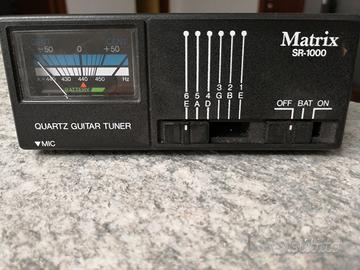 -50 0 +50
A= 440 430 440 450 Hz
BATTERY
QUARTZ GUITAR TUNER
▼MIC
6 5 4 3 2 1
E A D G B E
Matrix
SR-1000
OFF BAT ON